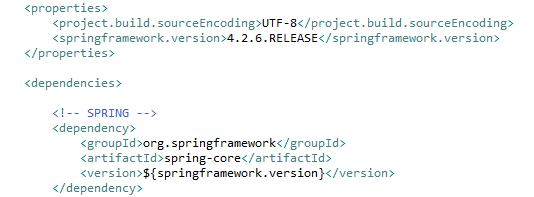 <properties>
<project.build.sourceEncoding>UTF-8</project.build.sourceEncoding>
<springframework.version>4.2.6.RELEASE</springframework.version>
</properties>
<dependencies>
<!-- SPRING -->
<dependency>
<groupId>org.springframework</groupId>
<artifactId>spring-core</artifactId>
<version>${springframework.version}</version>
</dependency>